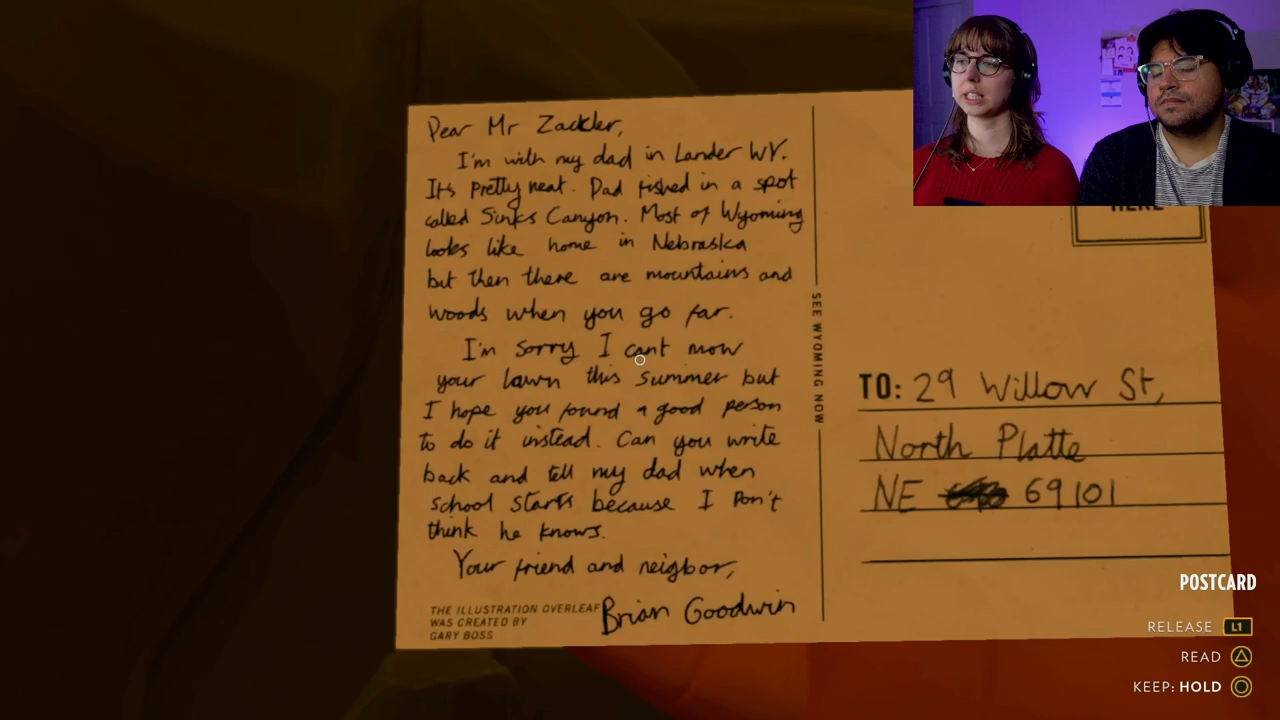 Dear Mr Zackler,
I'm with my dad in Lander WY.
Its pretty neat. Dad fished in a spot
called Sinks Canyon. Most of Wyoming
looks like home in Nebraska
but then there are mountains and
woods when you go far.
I'm sorry I cant mow
your lawn this summer but
I hope you found a good person
to do it instead. Can you write
back and tell my dad when
school starts because I Don't
think he knows.
Your friend and neigbor,
Brian Goodwin
THE ILLUSTRATION OVERLEAF
WAS CREATED BY
GARY BOSS
SEE WYOMING NOW
HERE
TO: 29 Willow St,
North Platte
NE 69101
POSTCARD
RELEASE L1
READ
KEEP: HOLD